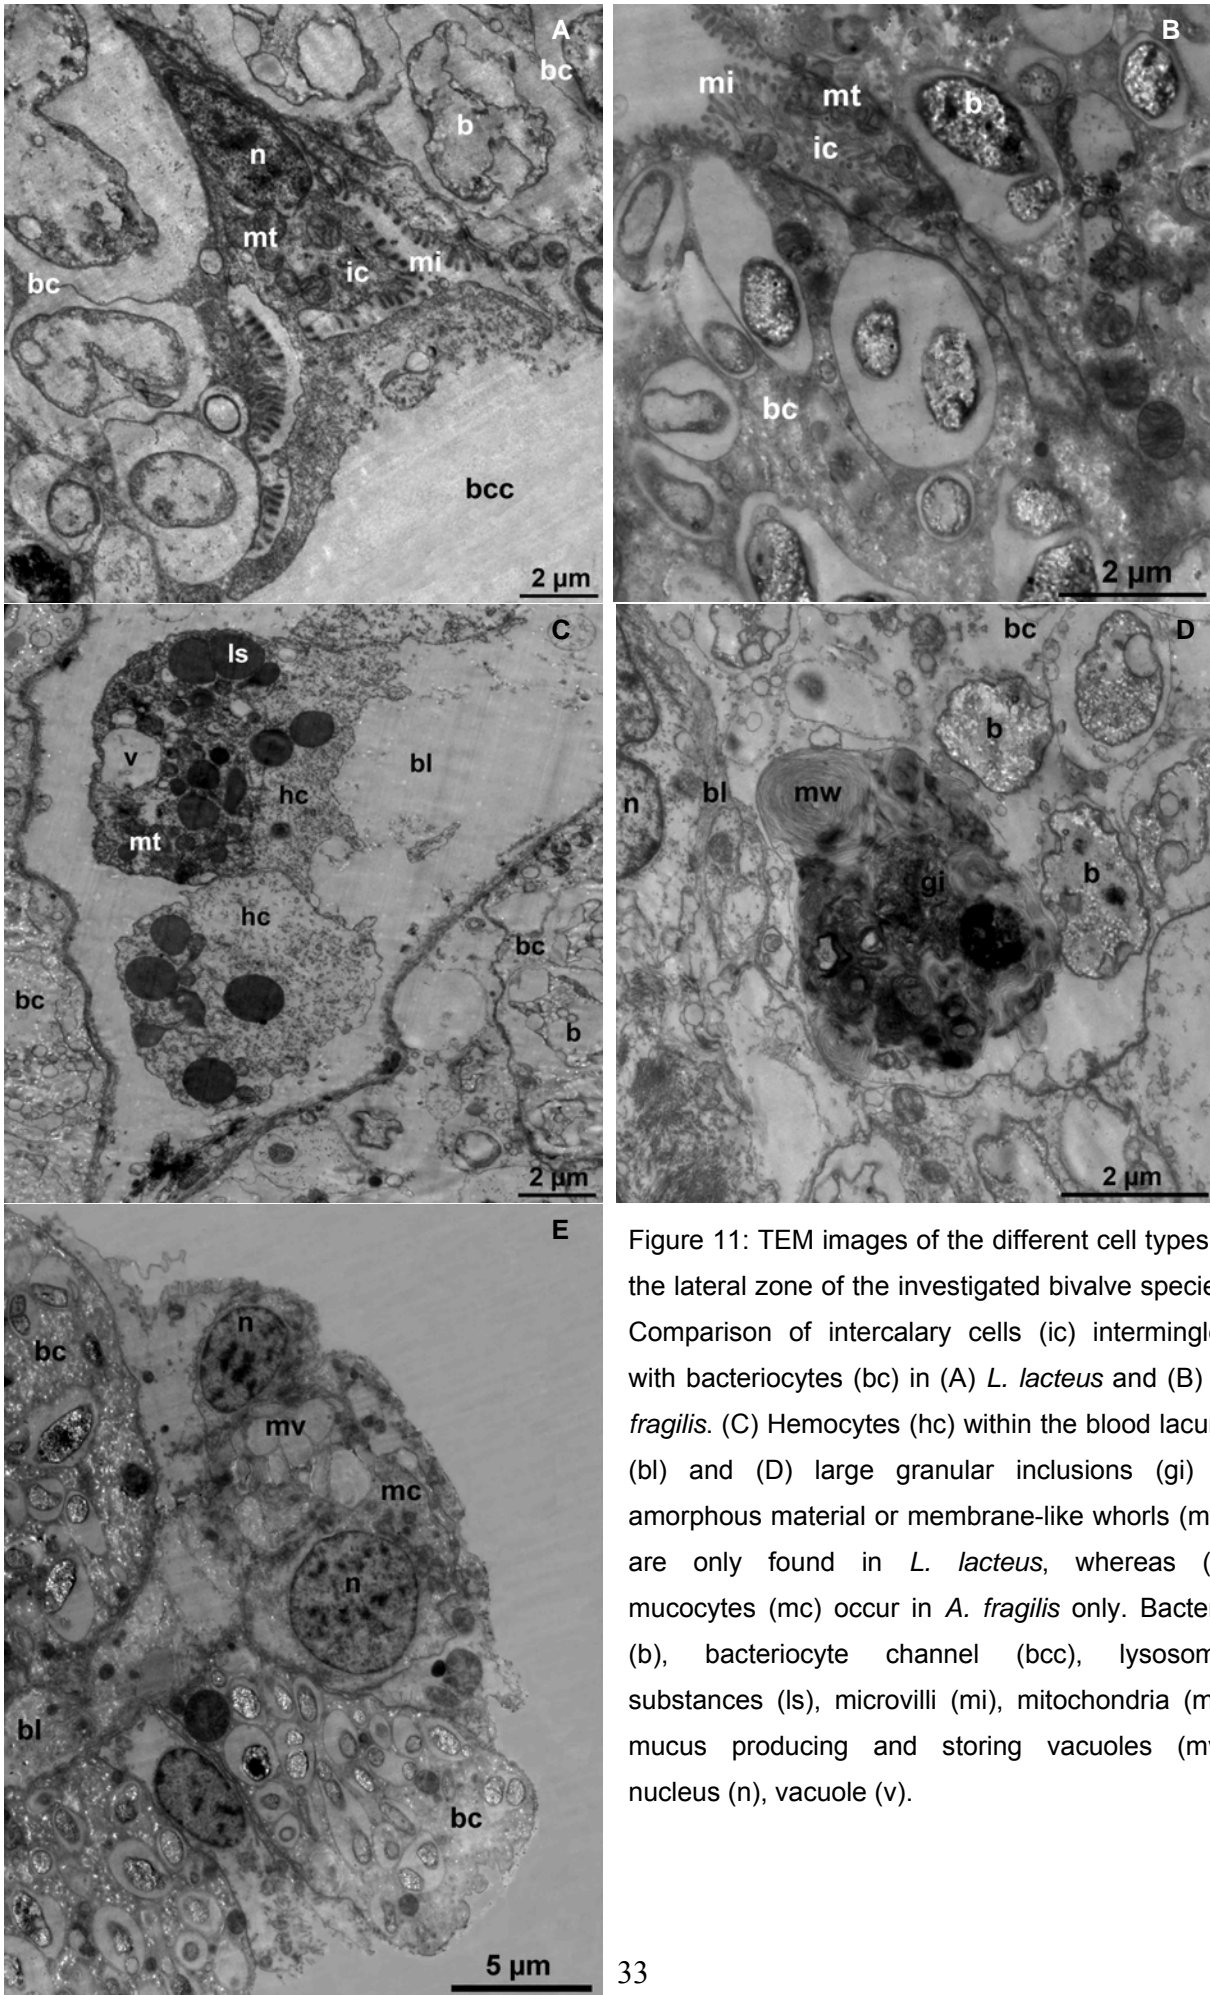 A
bc
b
n
mt
ic
mi
bc
bcc
2 µm
B
mi
mt
b
ic
bc
2 µm
C
ls
v
bl
hc
mt
hc
bc
bc
b
2 µm
bc
D
b
mw
bl
n
gi
b
2 µm
E
n
bc
mv
mc
n
bl
bc
5 µm
Figure 11: TEM images of the different cell types
the lateral zone of the investigated bivalve specie
Comparison of intercalary cells (ic) intermingle
with bacteriocytes (bc) in (A) L. lacteus and (B)
fragilis. (C) Hemocytes (hc) within the blood lacun
(bl) and (D) large granular inclusions (gi)
amorphous material or membrane-like whorls (m
are only found in L. lacteus, whereas (
mucocytes (mc) occur in A. fragilis only. Bacter
(b), bacteriocyte channel (bcc), lysosom
substances (ls), microvilli (mi), mitochondria (m
mucus producing and storing vacuoles (mv
nucleus (n), vacuole (v).
33